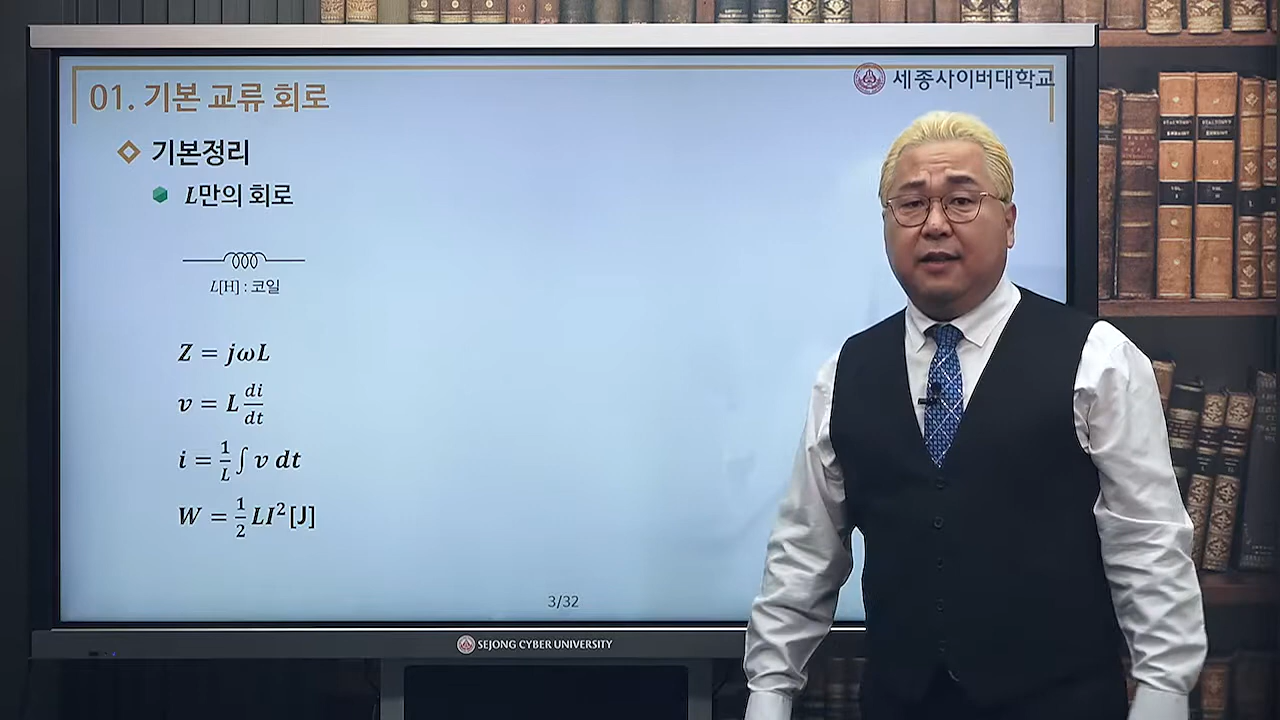 세종사이버대학교
01. 기본 교류 회로
기본정리
L만의 회로
L[H] : 코일
Z = jωL
v = L di/dt
i = 1/L ∫ v dt
W = 1/2 LI²[J]
3/32
SEJONG CYBER UNIVERSITY